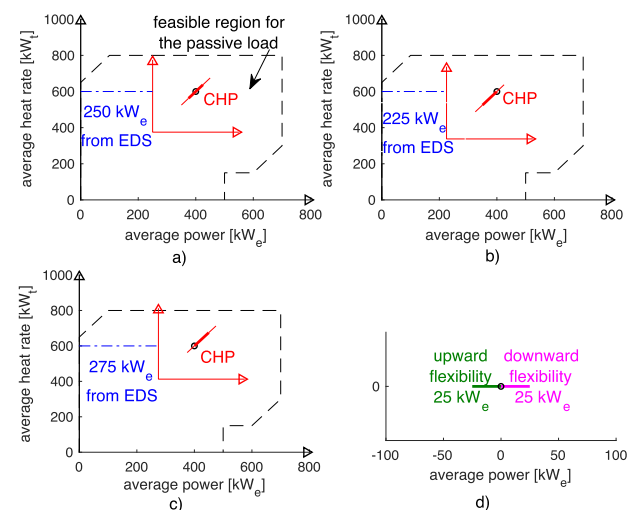 feasible region for
the passive load
average heat rate [kWt]
1000
800
600
400
200
0
CHP
250 kWe
from EDS
0 200 400 600 800
average power [kWe]
a)
average heat rate [kWt]
1000
800
600
400
200
0
CHP
225 kWe
from EDS
0 200 400 600 800
average power [kWe]
b)
average heat rate [kWt]
1000
800
600
400
200
0
CHP
275 kWe
from EDS
0 200 400 600 800
average power [kWe]
c)
upward
flexibility
25 kWe
downward
flexibility
25 kWe
0
-100 -50 0 50 100
average power [kWe]
d)